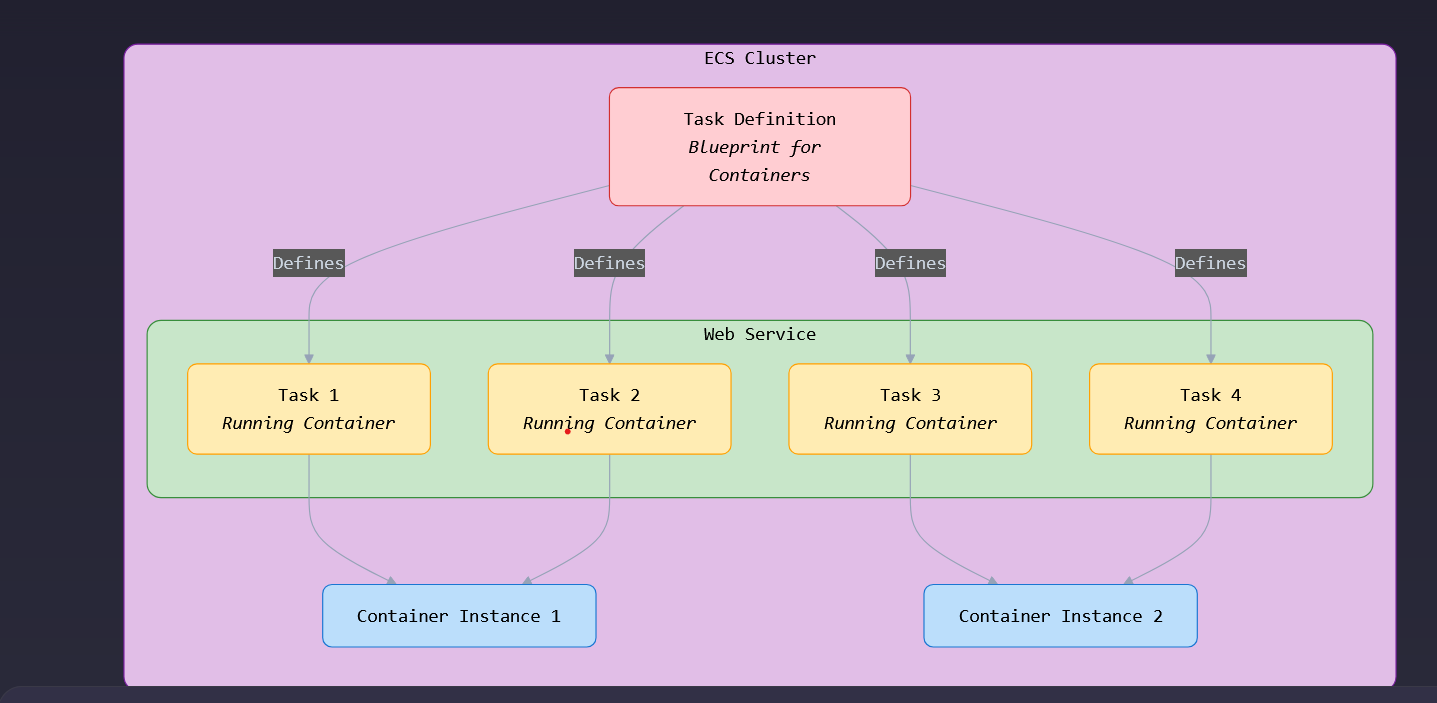 ECS Cluster
Task Definition
Blueprint for
Containers
Defines
Defines
Defines
Defines
Web Service
Task 1
Running Container
Task 2
Running Container
Task 3
Running Container
Task 4
Running Container
Container Instance 1
Container Instance 2